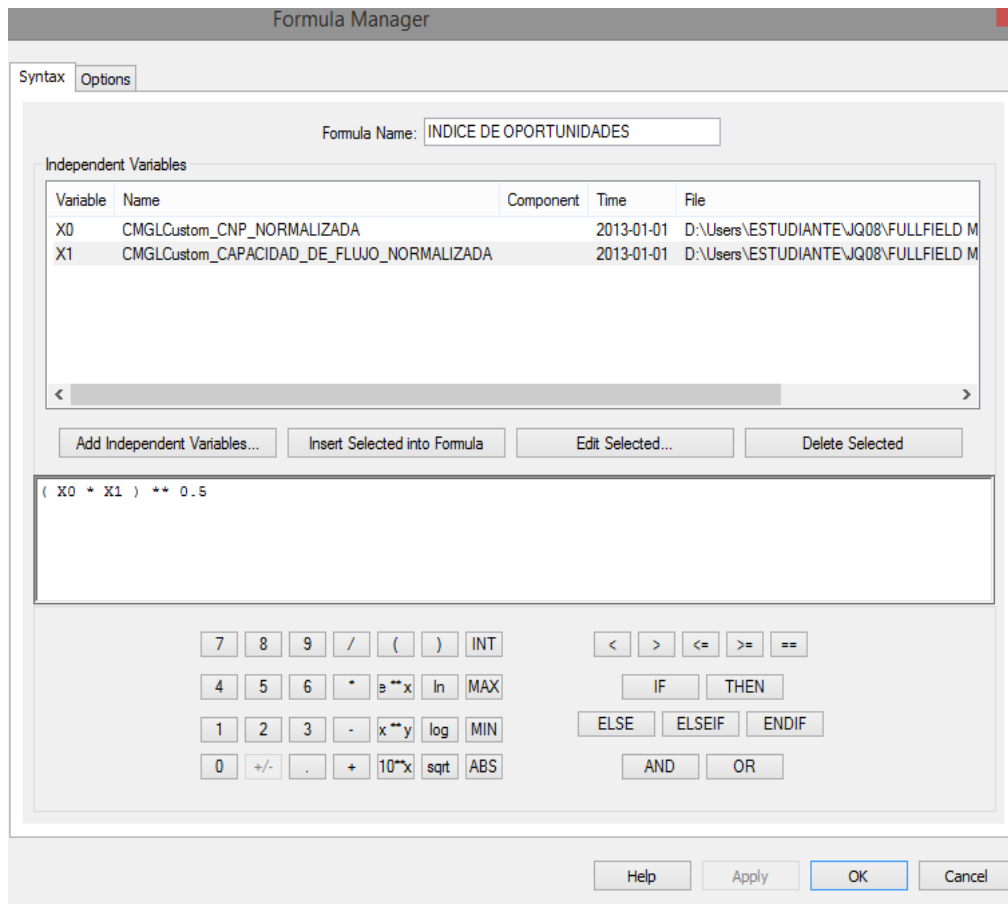 Formula Manager
Syntax Options
Formula Name: INDICE DE OPORTUNIDADES
Independent Variables
Variable Name Component Time File
X0 CMGLCustom_CNP_NORMALIZADA 2013-01-01 D:\Users\ESTUDIANTE\JQ08\FULLFIELD M
X1 CMGLCustom_CAPACIDAD_DE_FLUJO_NORMALIZADA 2013-01-01 D:\Users\ESTUDIANTE\JQ08\FULLFIELD M
Add Independent Variables... Insert Selected into Formula Edit Selected... Delete Selected
( X0 * X1 ) ** 0.5
7 8 9 / ( ) INT < > <= >= ==
4 5 6 * e **x ln MAX IF THEN
1 2 3 - x **y log MIN ELSE ELSEIF ENDIF
0 +/- . + 10**x sqrt ABS AND OR
Help Apply OK Cancel